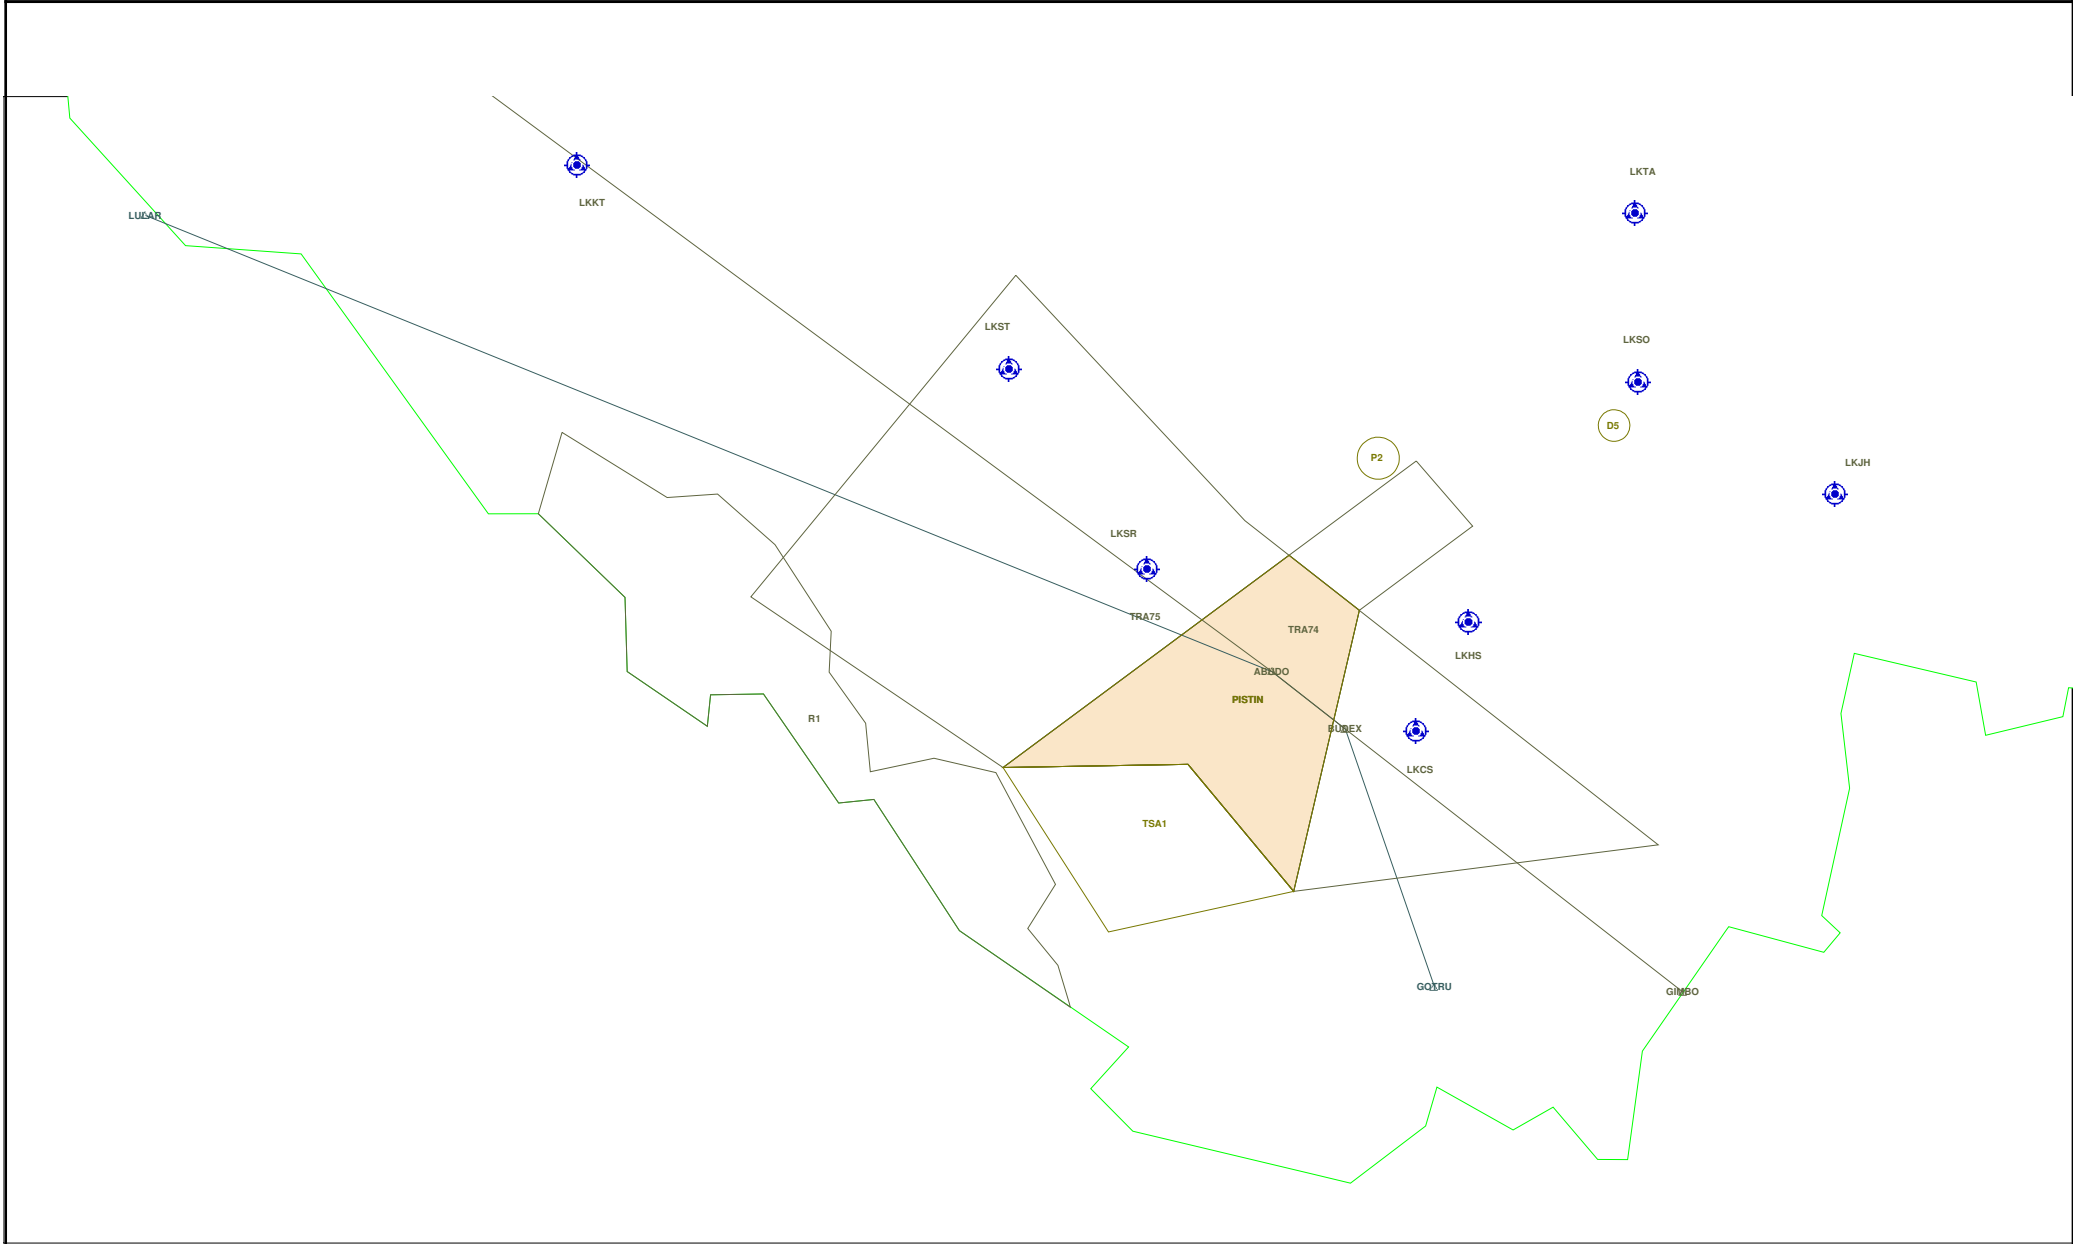 LKTA
LKKT
LULAR
LKST
LKSO
D5
P2
LKJH
LKSR
TRA75
TRA74
LKHS
ABUDO
PISTIN
R1
BUDEX
LKCS
TSA1
GOTRU
GIMBO